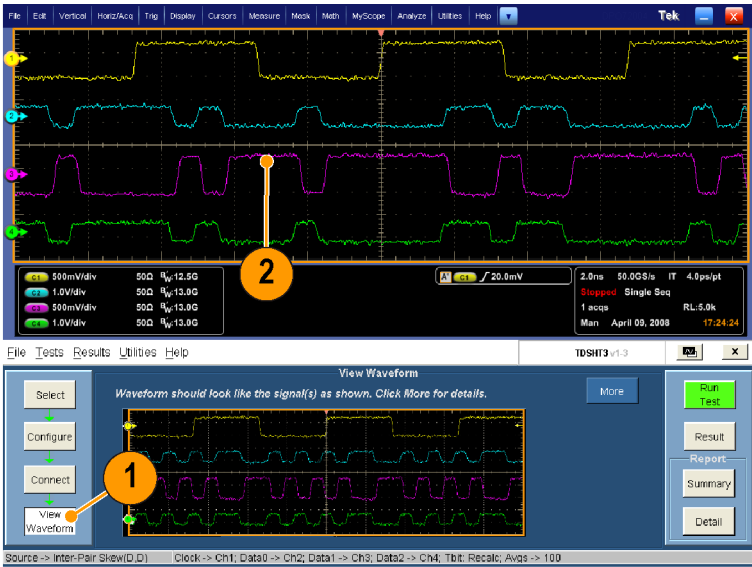 File Edit Vertical Horiz/Acq Trig Display Cursors Measure Mask Math MyScope Analyze Utilities Help Tek X
1
2
3
4
2
C1 500mV/div 50Ω BW:12.5G
C2 1.0V/div 50Ω BW:13.0G
C3 500mV/div 50Ω BW:13.0G
C4 1.0V/div 50Ω BW:13.0G
A' C1 20.0mV
2.0ns 50.0GS/s IT 4.0ps/pt
Stopped Single Seq
1 acqs RL:5.0k
Man April 09, 2008 17:24:24
File Tests Results Utilities Help TDSHT3 v1-3 X
View Waveform
Waveform should look like the signal(s) as shown. Click More for details.
More
Select
Configure
Connect
View
Waveform
1
Run
Test
Result
Report
Summary
Detail
Source -> Inter-Pair Skew(D,D) Clock -> Ch1; Data0 -> Ch2; Data1 -> Ch3; Data2 -> Ch4; Tbit: Recalc; Avgs -> 100